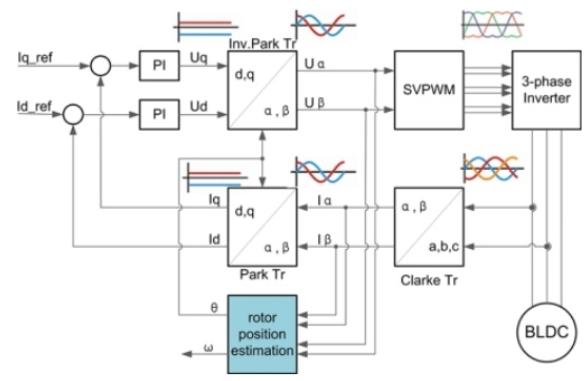 Iq_ref
PI
Uq
Inv.Park Tr
d,q
α , β
U α
U β
SVPWM
3-phase
Inverter
Id_ref
PI
Ud
Iq
Id
d,q
α , β
Park Tr
I α
I β
α , β
a,b,c
Clarke Tr
θ
ω
rotor
position
estimation
BLDC